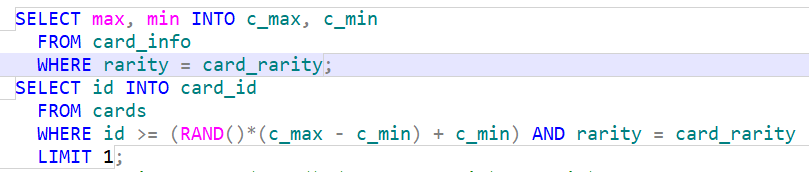 SELECT max, min INTO c_max, c_min
FROM card_info
WHERE rarity = card_rarity;
SELECT id INTO card_id
FROM cards
WHERE id >= (RAND()*(c_max - c_min) + c_min) AND rarity = card_rarity
LIMIT 1;